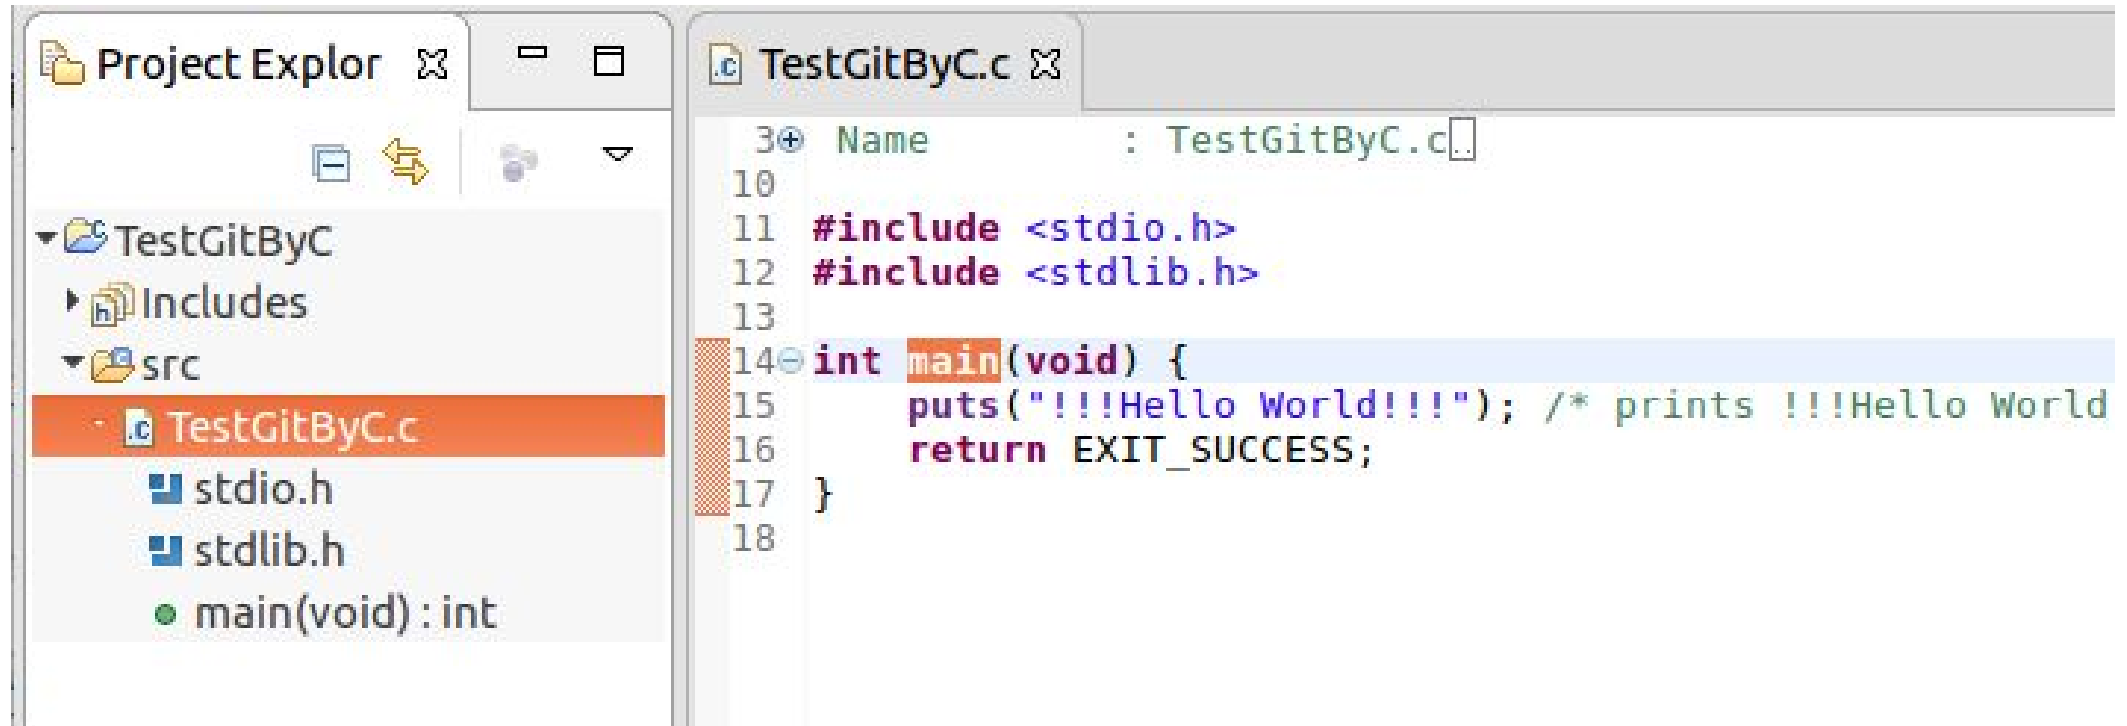 Project Explor
TestGitByC
Includes
src
TestGitByC.c
stdio.h
stdlib.h
main(void) : int
TestGitByC.c
3 Name : TestGitByC.c..
10
11 #include <stdio.h>
12 #include <stdlib.h>
13
14 int main(void) {
15 puts("!!!Hello World!!!"); /* prints !!!Hello World
16 return EXIT_SUCCESS;
17 }
18